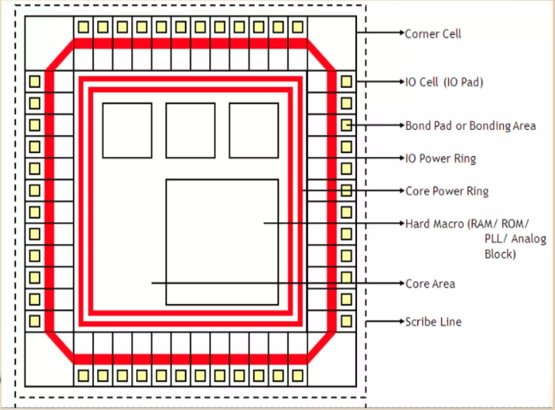 Corner Cell
IO Cell (IO Pad)
Bond Pad or Bonding Area
IO Power Ring
Core Power Ring
Hard Macro (RAM/ ROM/
PLL/ Analog
Block)
Core Area
Scribe Line